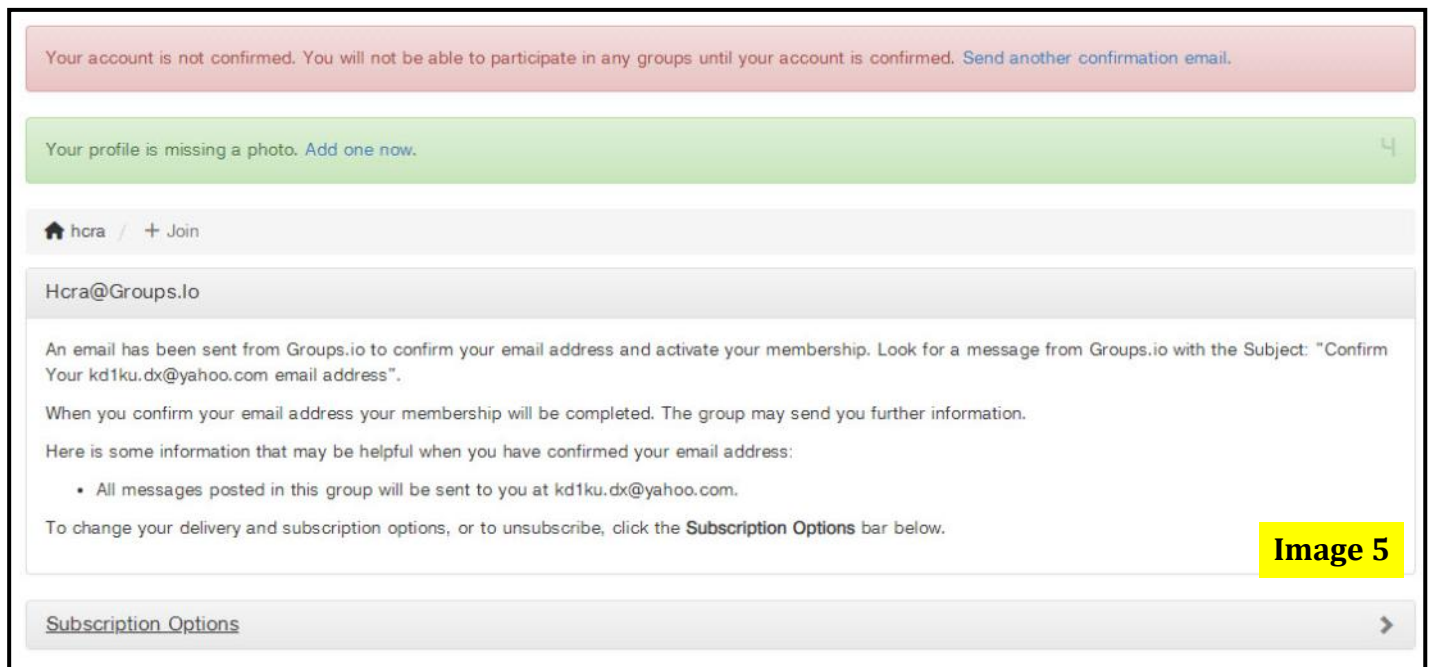 Your account is not confirmed. You will not be able to participate in any groups until your account is confirmed. Send another confirmation email.
Your profile is missing a photo. Add one now.
hcra / + Join
Hcra@Groups.Io
An email has been sent from Groups.io to confirm your email address and activate your membership. Look for a message from Groups.io with the Subject: "Confirm
Your kd1ku.dx@yahoo.com email address".
When you confirm your email address your membership will be completed. The group may send you further information.
Here is some information that may be helpful when you have confirmed your email address:
• All messages posted in this group will be sent to you at kd1ku.dx@yahoo.com.
To change your delivery and subscription options, or to unsubscribe, click the Subscription Options bar below.
Image 5
Subscription Options